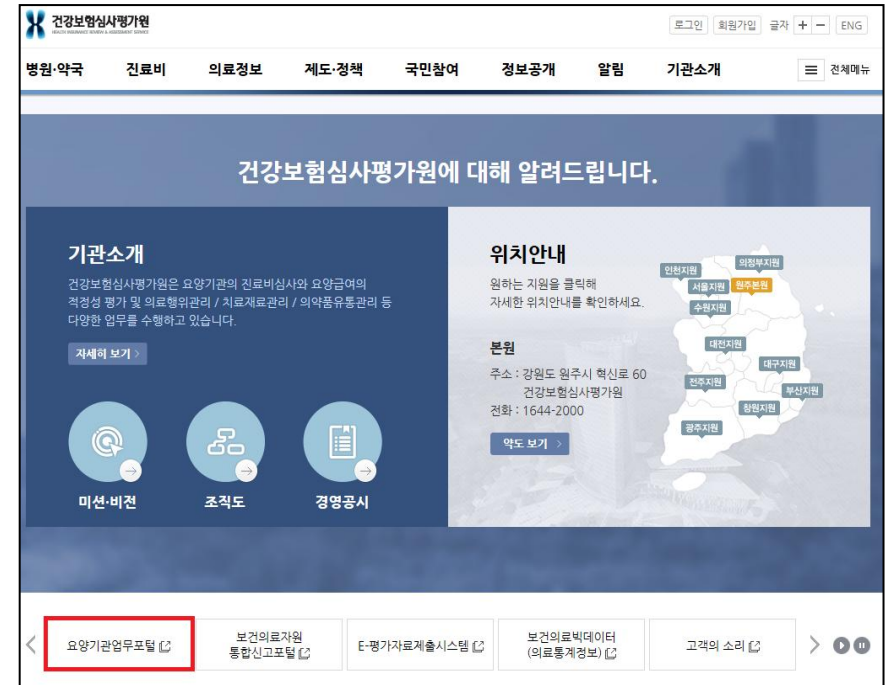 건강보험심사평가원
HEALTH INSURANCE REVIEW & ASSESSMENT SERVICE
로그인 회원가입 글자 + − ENG
병원·약국 진료비 의료정보 제도·정책 국민참여 정보공개 알림 기관소개 전체메뉴
건강보험심사평가원에 대해 알려드립니다.
기관소개
건강보험심사평가원은 요양기관의 진료비심사와 요양급여의
적정성 평가 및 의료행위관리 / 치료재료관리 / 의약품유통관리 등
다양한 업무를 수행하고 있습니다.
자세히 보기 >
미션·비전 조직도 경영공시
위치안내
원하는 지원을 클릭해
자세한 위치안내를 확인하세요.
본원
주소 : 강원도 원주시 혁신로 60
건강보험심사평가원
전화 : 1644-2000
약도 보기 >
의정부지원
인천지원
서울지원 원주본원
수원지원
대전지원
대구지원
전주지원
부산지원
창원지원
광주지원
요양기관업무포털
보건의료자원
통합신고포털
E-평가자료제출시스템
보건의료빅데이터
(의료통계정보)
고객의 소리